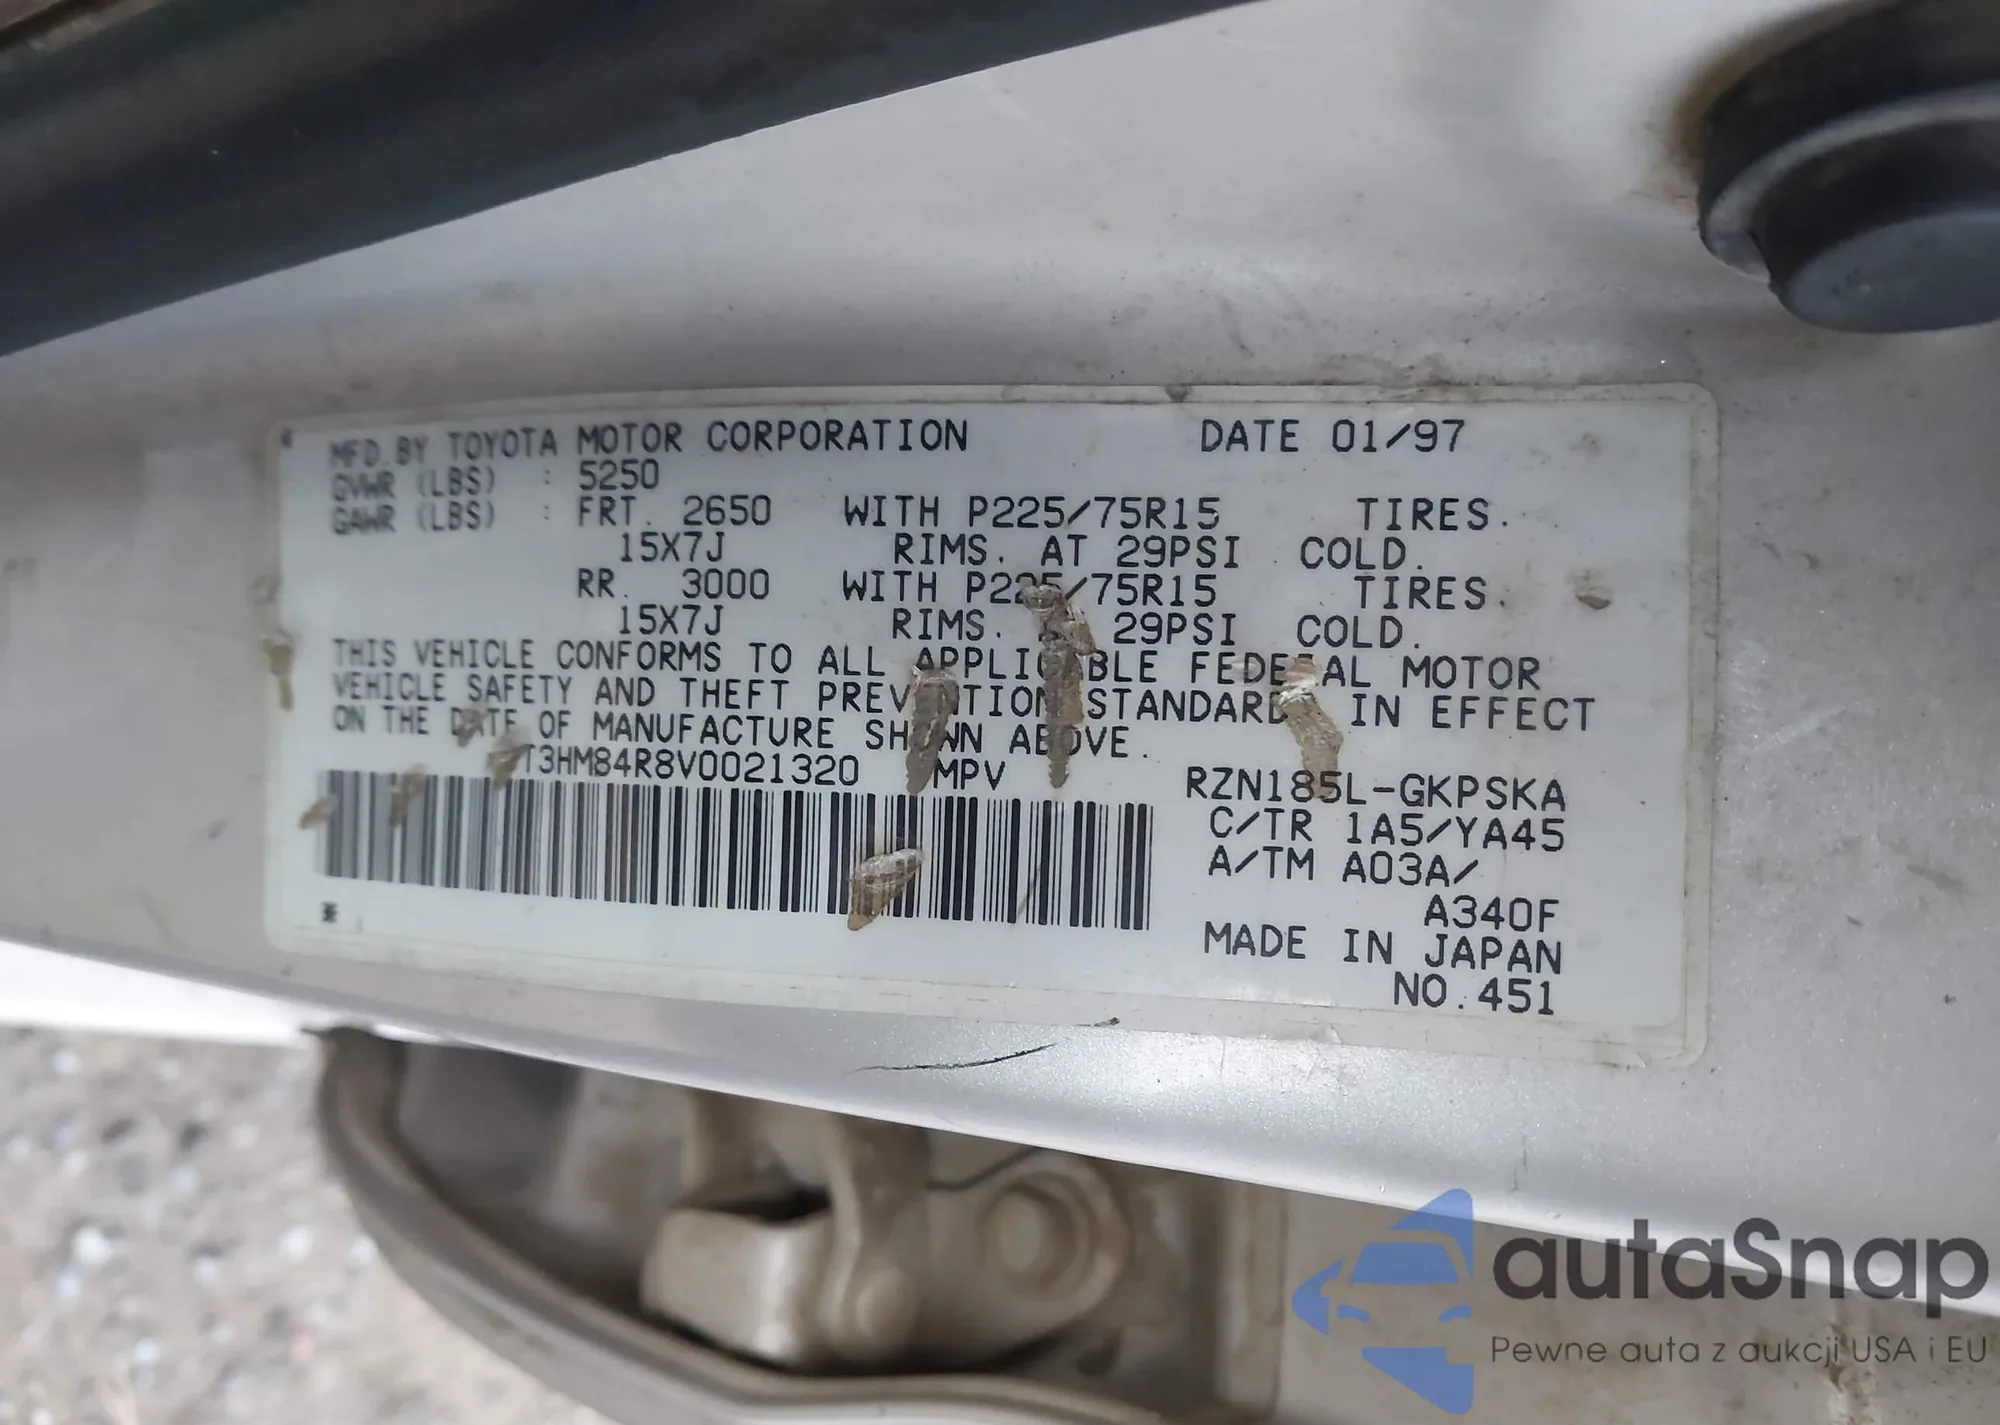 MFD. BY TOYOTA MOTOR CORPORATION DATE 01/97
GVWR (LBS) : 5250
GAWR (LBS) : FRT. 2650 WITH P225/75R15 TIRES.
15X7J RIMS. AT 29PSI COLD.
RR. 3000 WITH P225/75R15 TIRES.
15X7J RIMS. 29PSI COLD.
THIS VEHICLE CONFORMS TO ALL APPLICABLE FEDERAL MOTOR
VEHICLE SAFETY AND THEFT PREVENTION STANDARDS IN EFFECT
ON THE DATE OF MANUFACTURE SHOWN ABOVE.
T3HM84R8V0021320 MPV RZN185L-GKPSKA
C/TR 1A5/YA45
A/TM A03A/
A340F
MADE IN JAPAN
NO. 451
autaSnap
Pewne auta z aukcji USA i EU